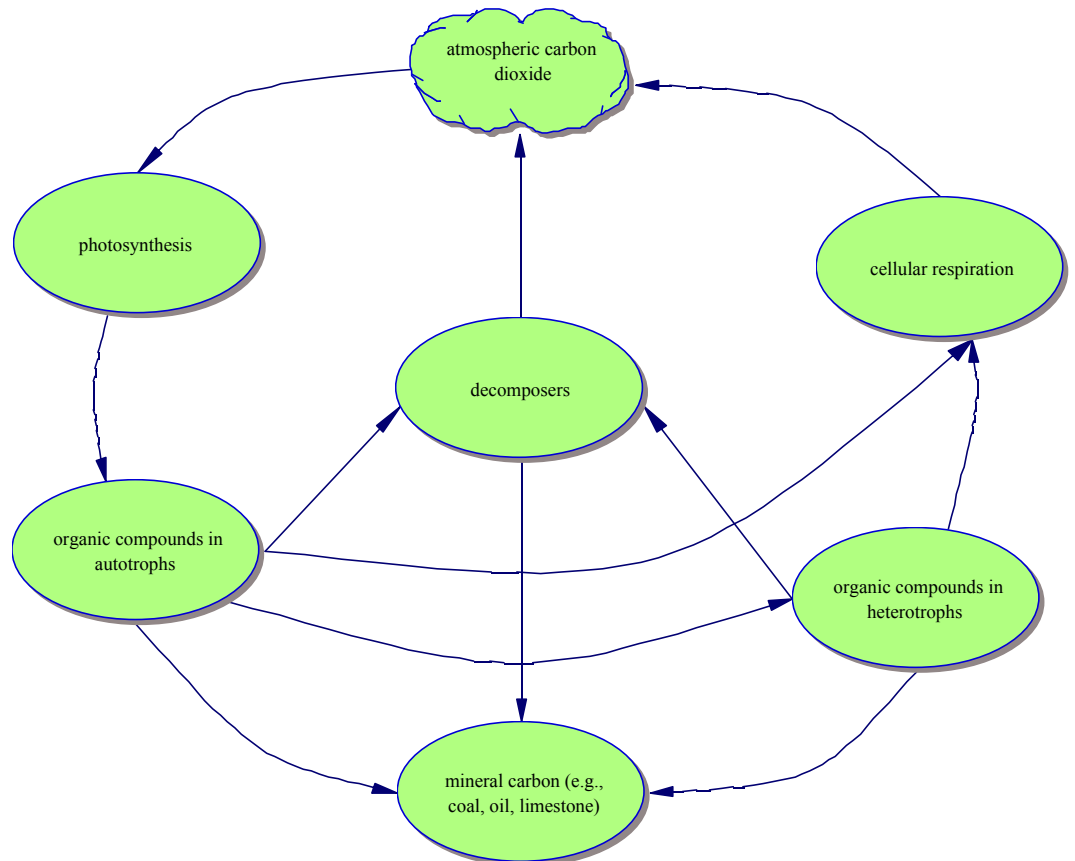 atmospheric carbon
dioxide
photosynthesis
cellular respiration
decomposers
organic compounds in
autotrophs
organic compounds in
heterotrophs
mineral carbon (e.g.,
coal, oil, limestone)